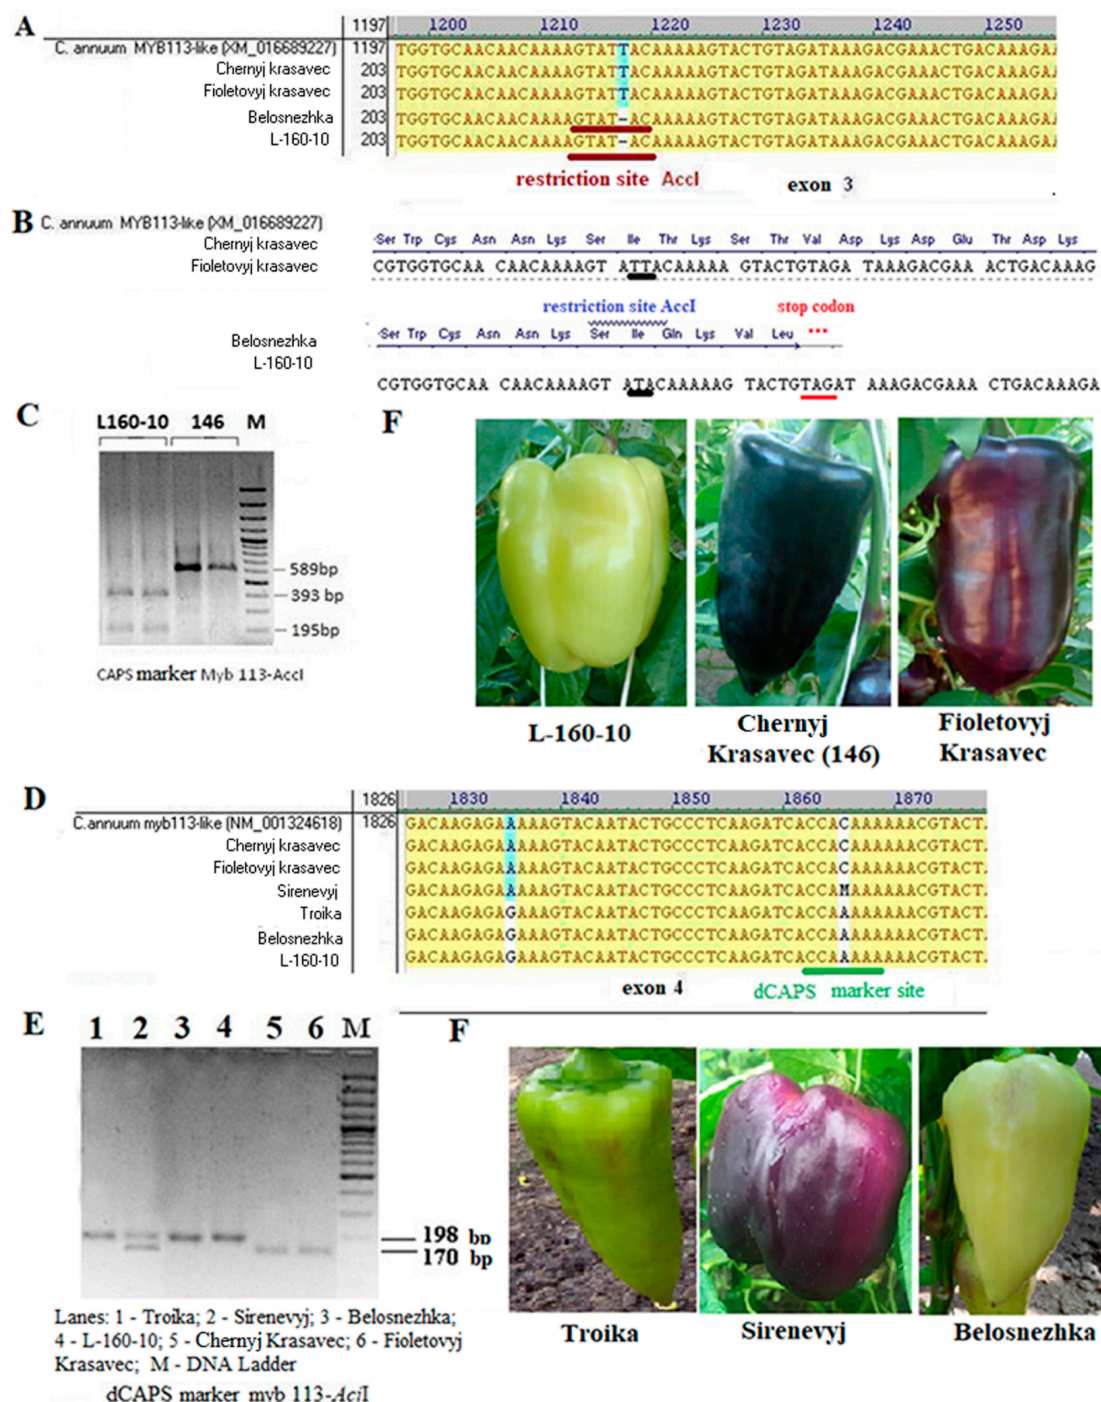 A
1197 1200 1210 1220 1230 1240 1250
C. annuum MYB113-like (XM_016689227) 1197 TGGTGCAACAACAAAAGTATTACAAAAAGTACTGTAGATAAAGACGAAACTGACAAAGA
Chernyj krasavec 203 TGGTGCAACAACAAAAGTATTACAAAAAGTACTGTAGATAAAGACGAAACTGACAAAGA
Fioletovyj krasavec 203 TGGTGCAACAACAAAAGTATTACAAAAAGTACTGTAGATAAAGACGAAACTGACAAAGA
Belosnezhka 203 TGGTGCAACAACAAAAGTAT-ACAAAAAGTACTGTAGATAAAGACGAAACTGACAAAGA
L-160-10 203 TGGTGCAACAACAAAAGTAT-ACAAAAAGTACTGTAGATAAAGACGAAACTGACAAAGA
restriction site AccI exon 3
B
C. annuum MYB113-like (XM_016689227)
Chernyj krasavec
Fioletovyj krasavec
Ser Trp Cys Asn Asn Lys Ser Ile Thr Lys Ser Thr Val Asp Lys Asp Glu Thr Asp Lys
CGTGGTGCAA CAACAAAAGT ATTACAAAAA GTACTGTAGA TAAAGACGAA ACTGACAAAG
restriction site AccI stop codon
Belosnezhka
L-160-10
Ser Trp Cys Asn Asn Lys Ser Ile Gln Lys Val Leu ***
CGTGGTGCAA CAACAAAAGT ATACAAAAAG TACTGTAGAT AAAGACGAAA CTGACAAAGA
C
L160-10 146 M
589bp
393 bp
195bp
CAPS marker Myb 113-AccI
F
L-160-10
Chernyj
Krasavec (146)
Fioletovyj
Krasavec
D
1826 1830 1840 1850 1860 1870
C.annuum myb113-like (NM_001324618) 1826 GACAAGAGAAAAAGTACAATACTGCCCTCAAGATCACCACAAAAAACGTACT.
Chernyj krasavec GACAAGAGAAAAAGTACAATACTGCCCTCAAGATCACCACAAAAAACGTACT.
Fioletovyj krasavec GACAAGAGAAAAAGTACAATACTGCCCTCAAGATCACCACAAAAAACGTACT.
Sirenevyj GACAAGAGAAAAAGTACAATACTGCCCTCAAGATCACCAMAAAAAACGTACT.
Troika GACAAGAGAGAAAGTACAATACTGCCCTCAAGATCACCAAAAAAAACGTACT.
Belosnezhka GACAAGAGAGAAAGTACAATACTGCCCTCAAGATCACCAAAAAAAACGTACT.
L-160-10 GACAAGAGAGAAAGTACAATACTGCCCTCAAGATCACCAAAAAAAACGTACT.
exon 4 dCAPS marker site
E
1 2 3 4 5 6 M
198 bp
170 bp
Lanes: 1 - Troika; 2 - Sirenevyj; 3 - Belosnezhka;
4 - L-160-10; 5 - Chernyj Krasavec; 6 - Fioletovyj
Krasavec; M - DNA Ladder
dCAPS marker myb 113-AciI
F
Troika
Sirenevyj
Belosnezhka